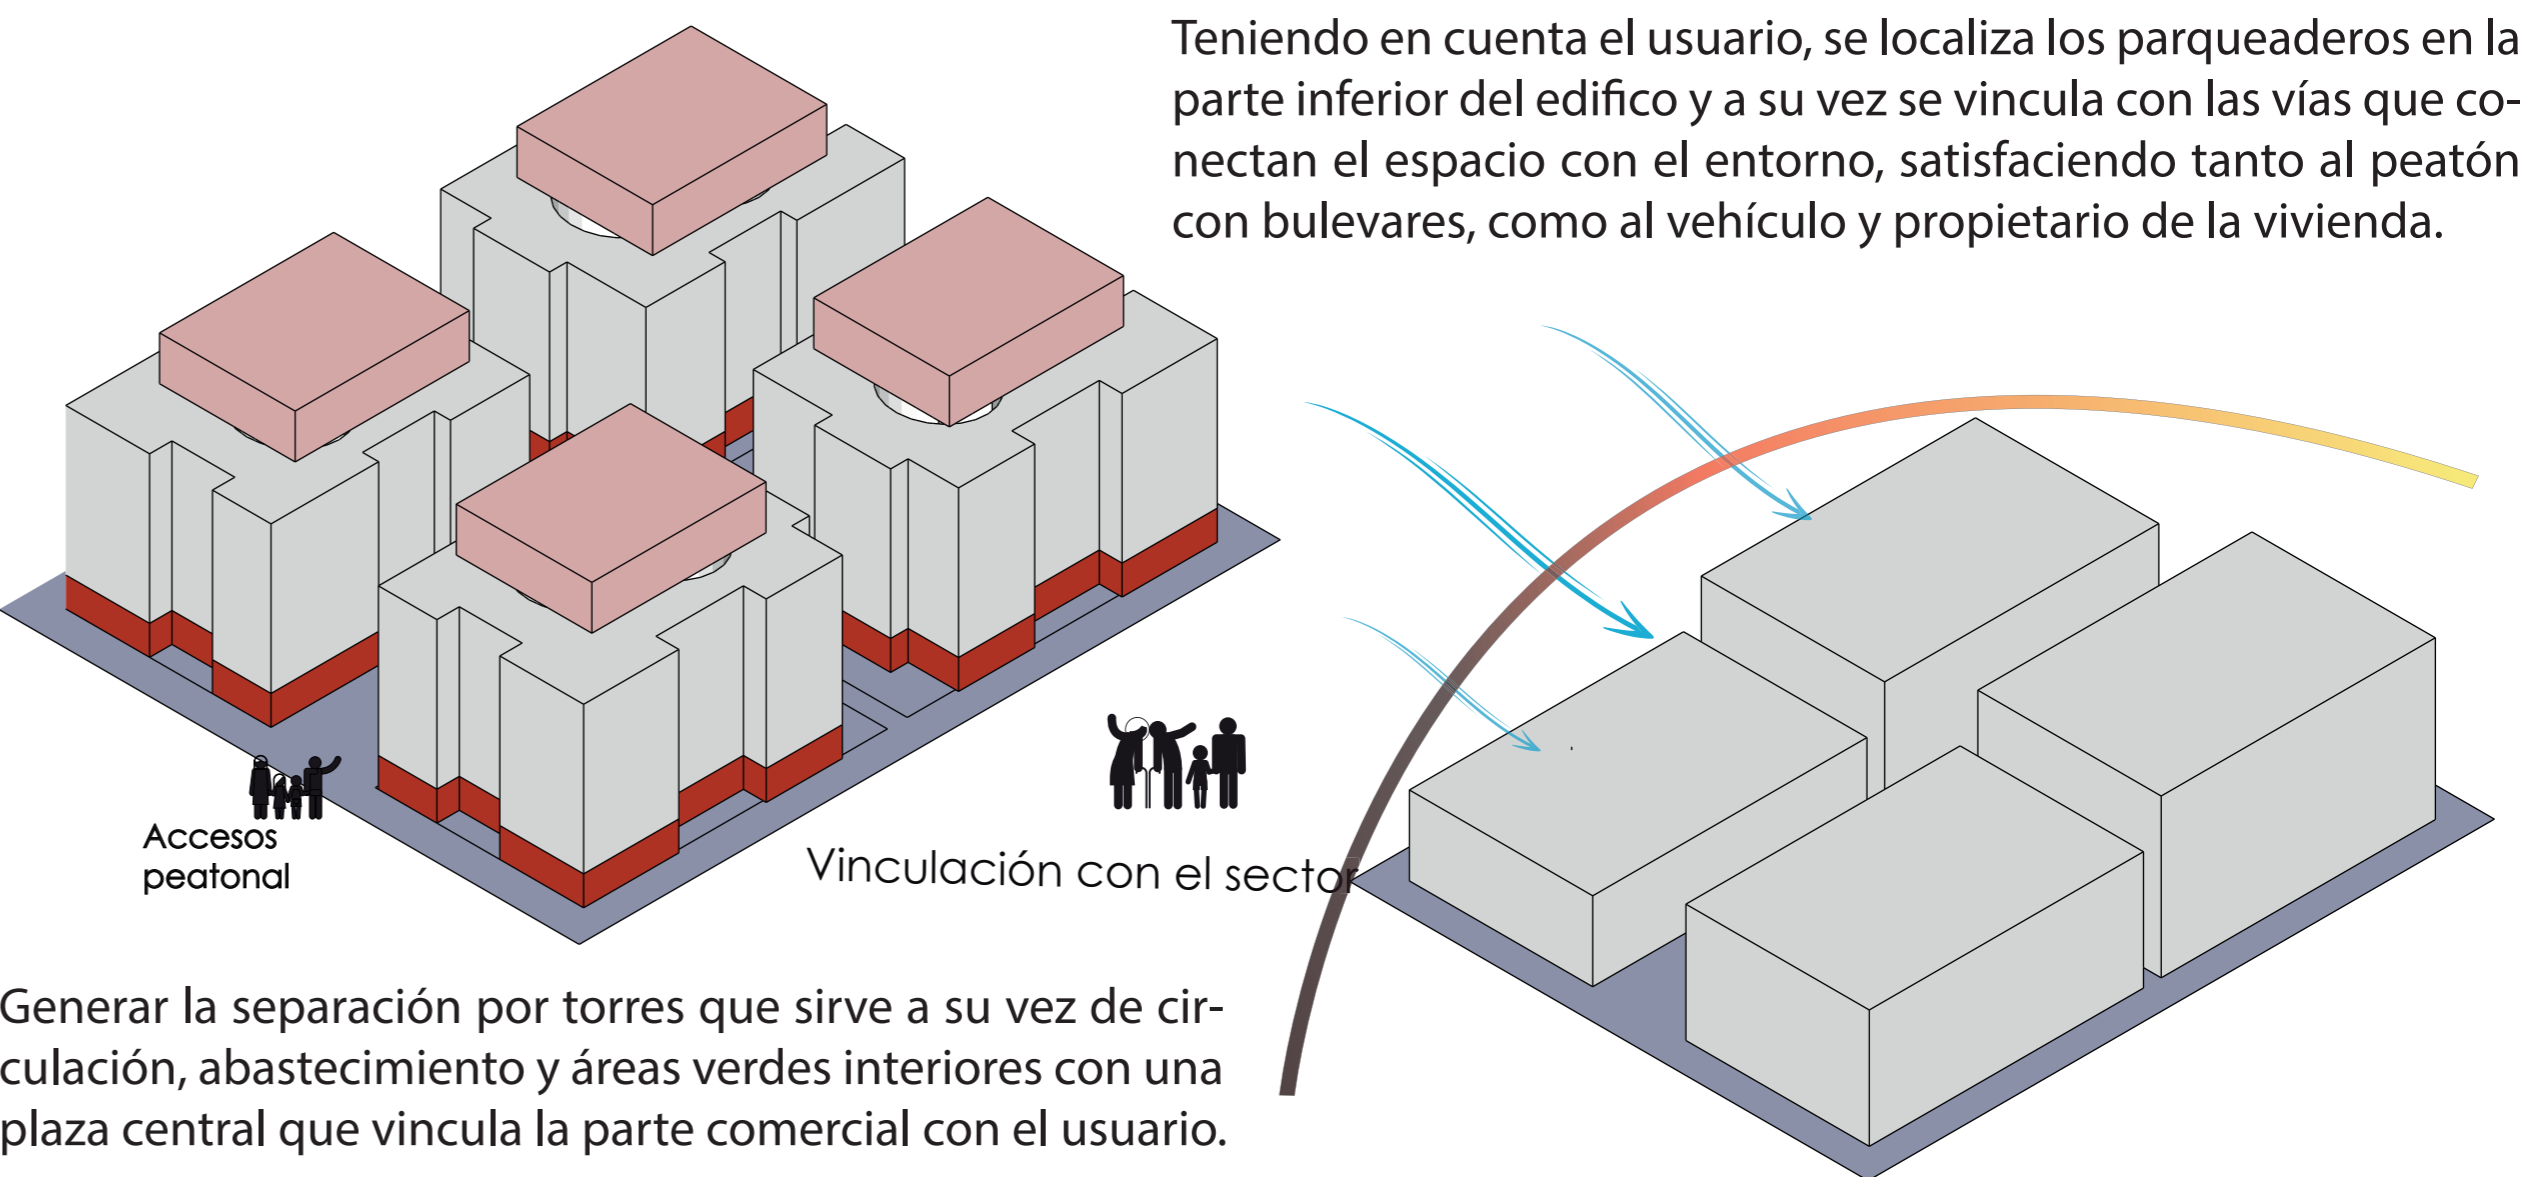 Teniendo en cuenta el usuario, se localiza los parqueaderos en la
parte inferior del edifico y a su vez se vincula con las vías que co-
nectan el espacio con el entorno, satisfaciendo tanto al peatón
con bulevares, como al vehículo y propietario de la vivienda.
Accesos
peatonal
Vinculación con el sector
Generar la separación por torres que sirve a su vez de cir-
culación, abastecimiento y áreas verdes interiores con una
plaza central que vincula la parte comercial con el usuario.